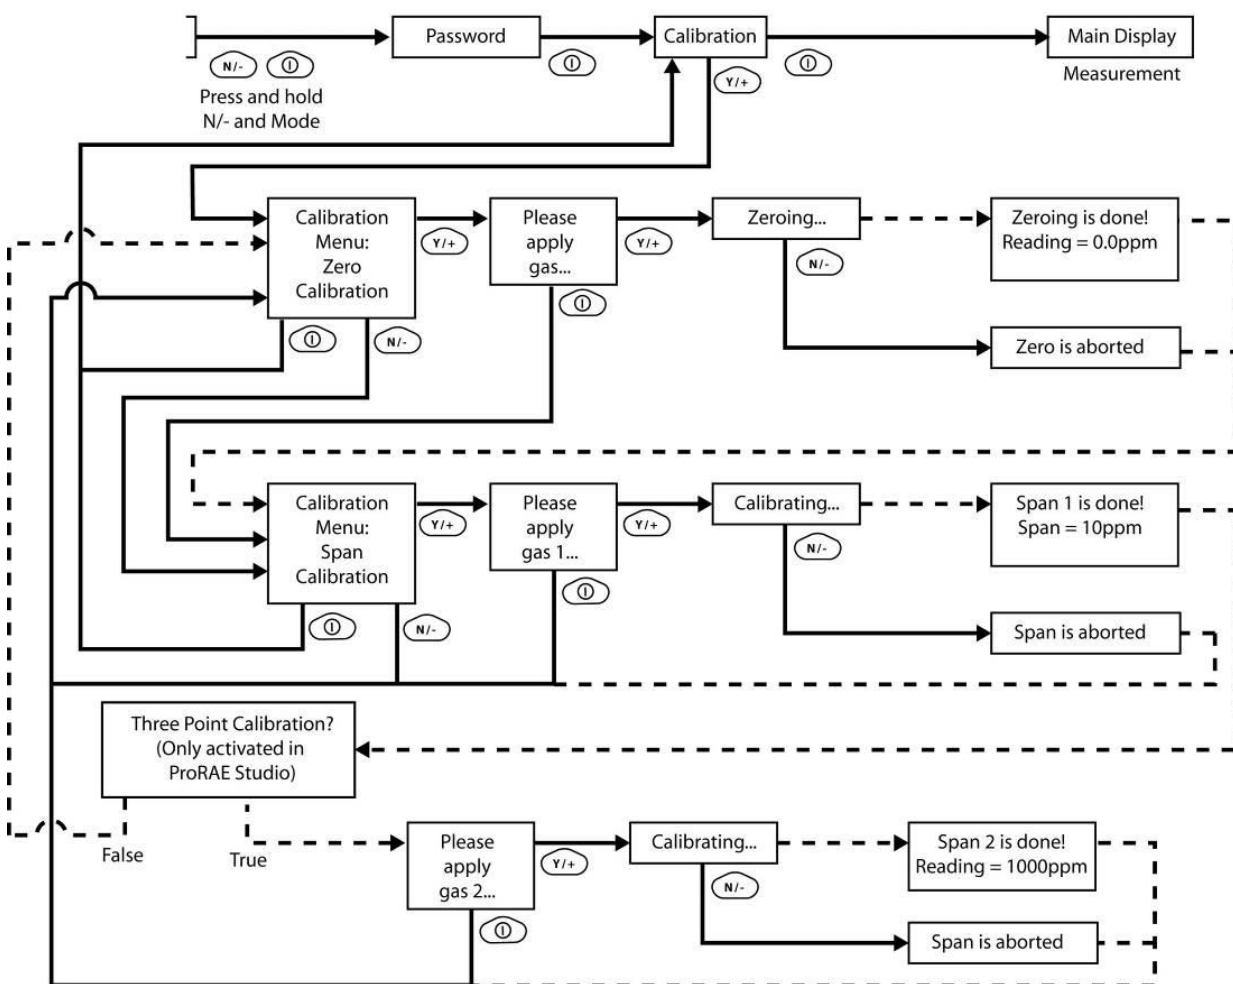 Password
Calibration
Main Display
N/-
Y/+
Measurement
Press and hold
N/- and Mode
Calibration
Menu:
Zero
Calibration
Y/+
Please
apply
gas...
Y/+
Zeroing...
N/-
Zeroing is done!
Reading = 0.0ppm
N/-
Zero is aborted
Calibration
Menu:
Span
Calibration
Y/+
Please
apply
gas 1...
Y/+
Calibrating...
N/-
Span 1 is done!
Span = 10ppm
N/-
Span is aborted
Three Point Calibration?
(Only activated in
ProRAE Studio)
False
True
Please
apply
gas 2...
Y/+
Calibrating...
N/-
Span 2 is done!
Reading = 1000ppm
Span is aborted